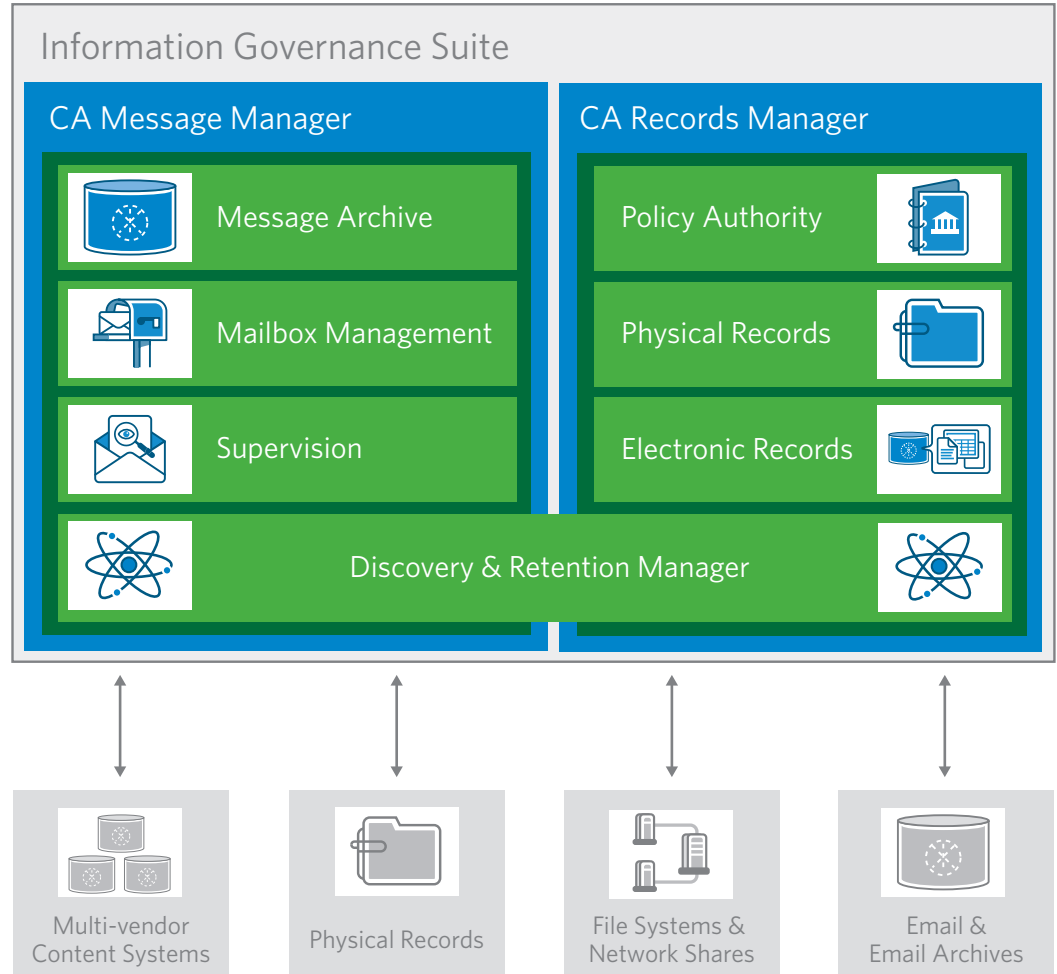 Information Governance Suite
CA Message Manager
Message Archive
Mailbox Management
Supervision
CA Records Manager
Policy Authority
Physical Records
Electronic Records
Discovery & Retention Manager
Multi-vendor
Content Systems
Physical Records
File Systems &
Network Shares
Email &
Email Archives